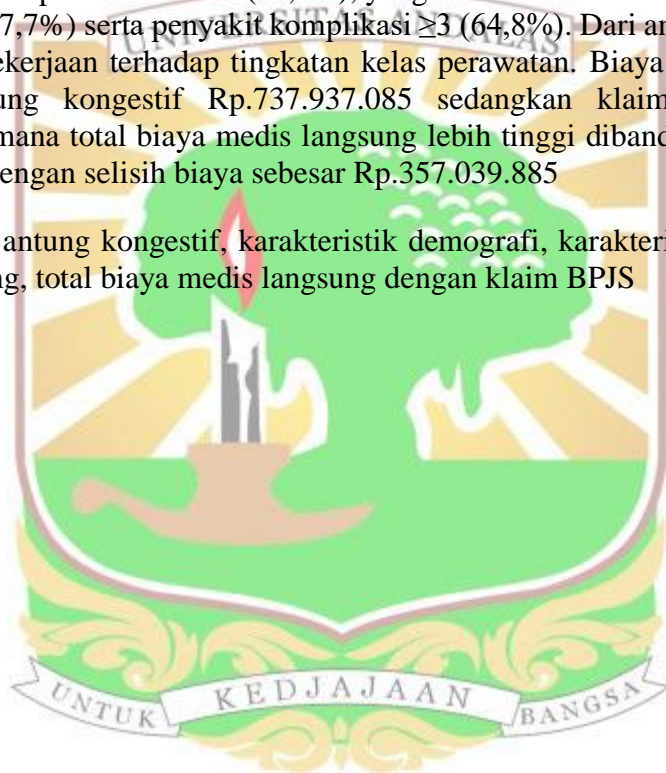 7,7%) serta penyakit komplikasi ≥3 (64,8%). Dari an
UNIVERSITAS ANDALAS
ekerjaan terhadap tingkatan kelas perawatan. Biaya
ung kongestif Rp.737.937.085 sedangkan klaim
mana total biaya medis langsung lebih tinggi diband
engan selisih biaya sebesar Rp.357.039.885
antung kongestif, karakteristik demografi, karakteri
ng, total biaya medis langsung dengan klaim BPJS
UNTUK KEDJAJAAN BANGSA